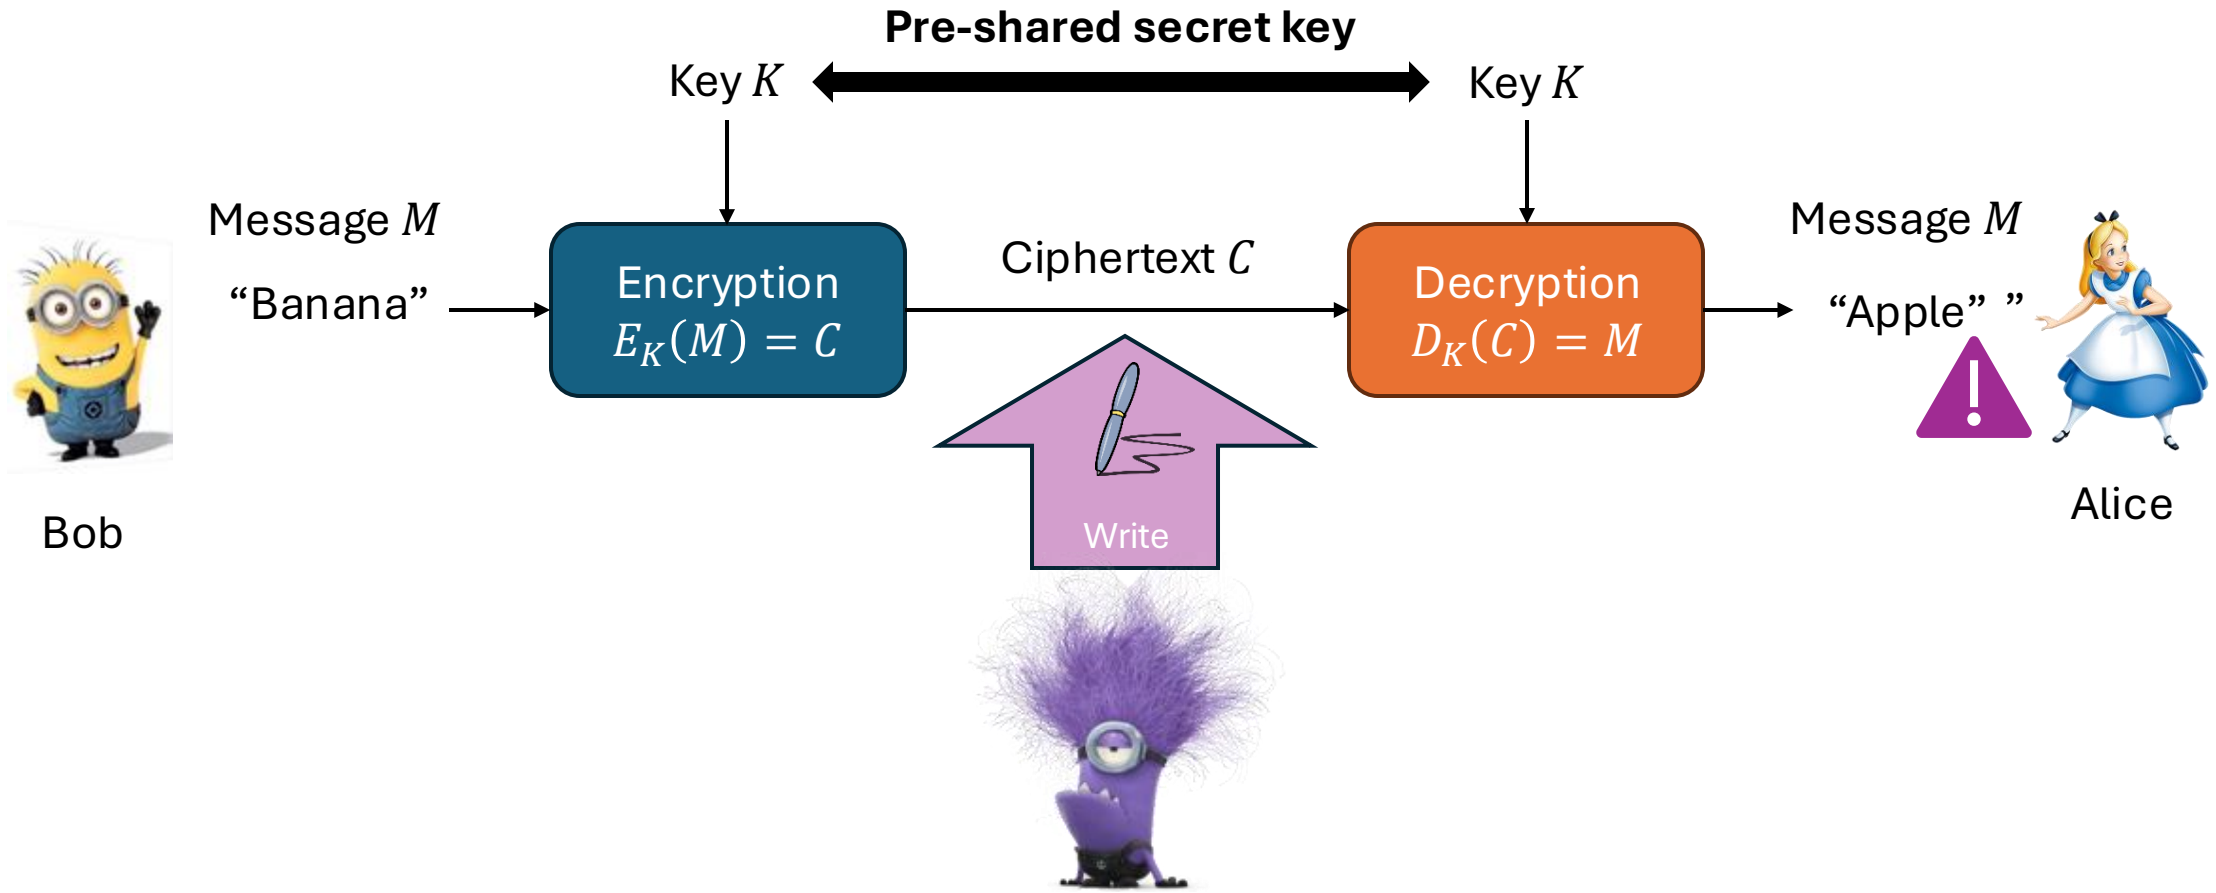 Pre-shared secret key
Key K
Key K
Message M
“Banana”
Encryption
E_K(M) = C
Ciphertext C
Decryption
D_K(C) = M
Message M
“Apple” ”
Write
Bob
Alice